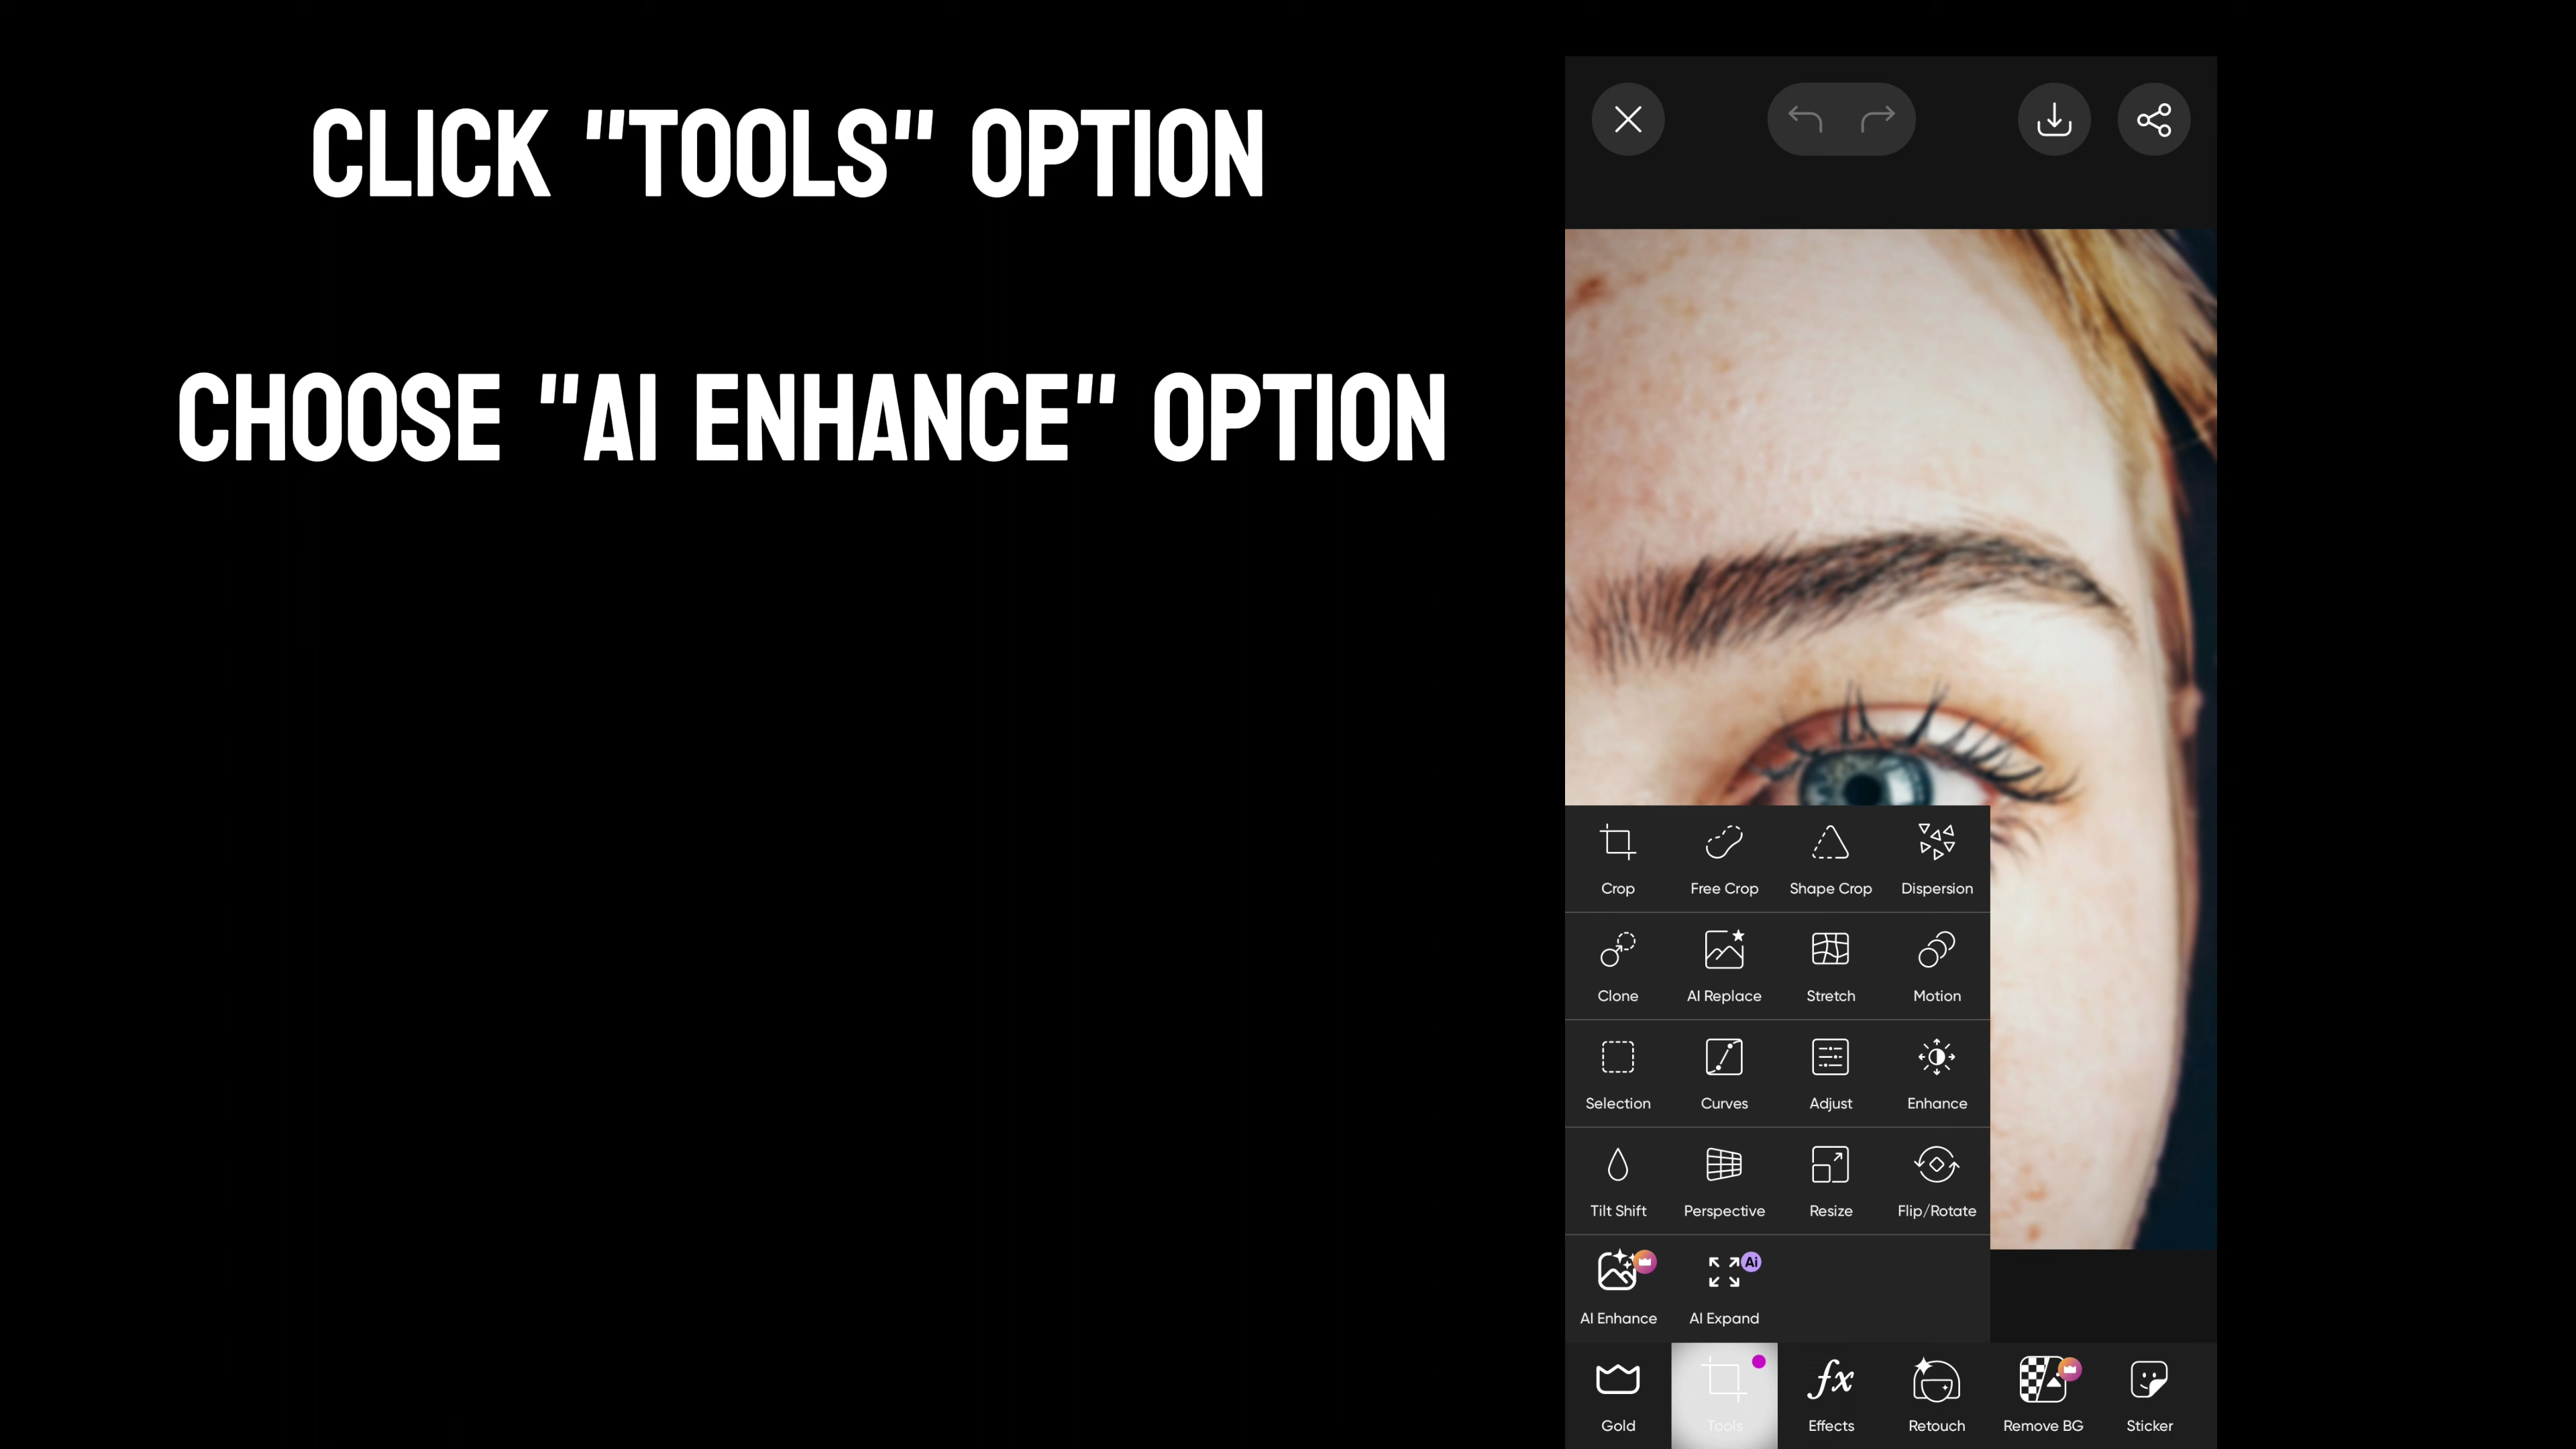 CLICK "TOOLS" OPTION
CHOOSE "AI ENHANCE" OPTION
Crop Free Crop Shape Crop Dispersion
Clone AI Replace Stretch Motion
Selection Curves Adjust Enhance
Tilt Shift Perspective Resize Flip/Rotate
Ai
AI Enhance AI Expand
fx
Gold Tools Effects Retouch Remove BG Sticker